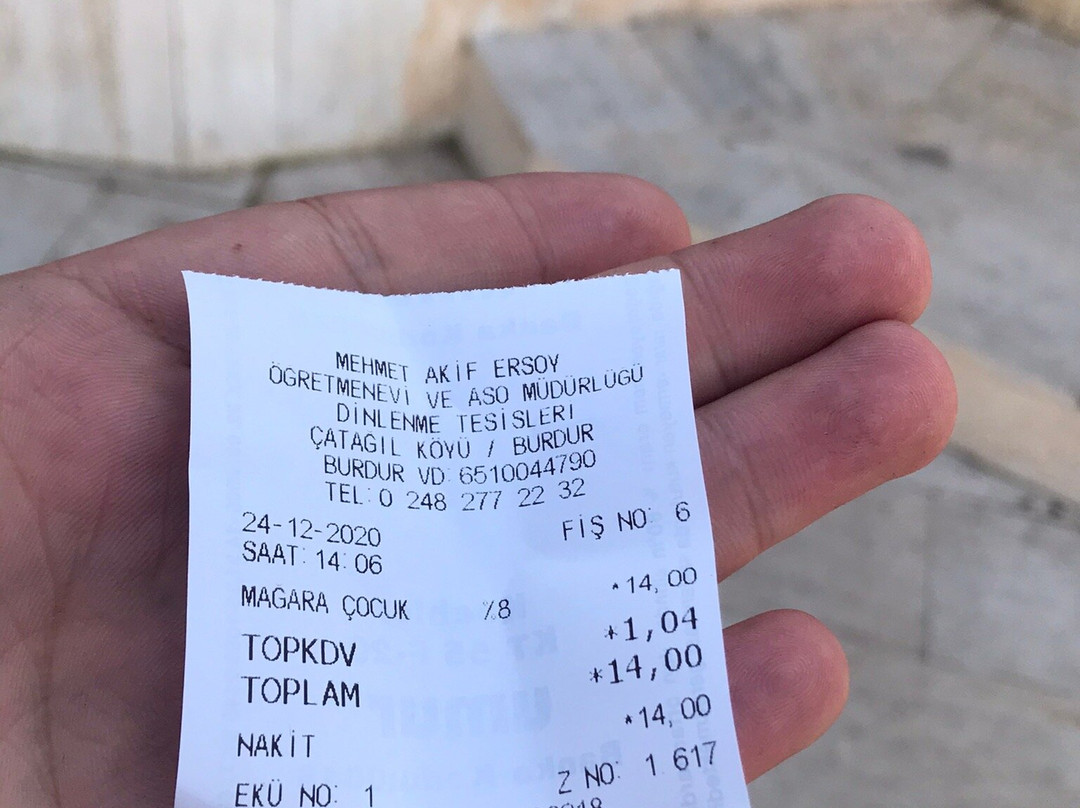 MEHMET AKİF ERSOY
ÖGRETMENEVİ VE ASO MÜDÜRLÜGÜ
DİNLENME TESİSLERİ
ÇATAĞIL KÖYÜ / BURDUR
BURDUR VD: 6510044790
TEL: 0 248 277 22 32
24-12-2020 FİŞ NO: 6
SAAT: 14:06
MAĞARA ÇOCUK %8 *14,00
TOPKDV *1,04
TOPLAM *14,00
NAKİT *14,00
EKÜ NO: 1 Z NO: 1 617